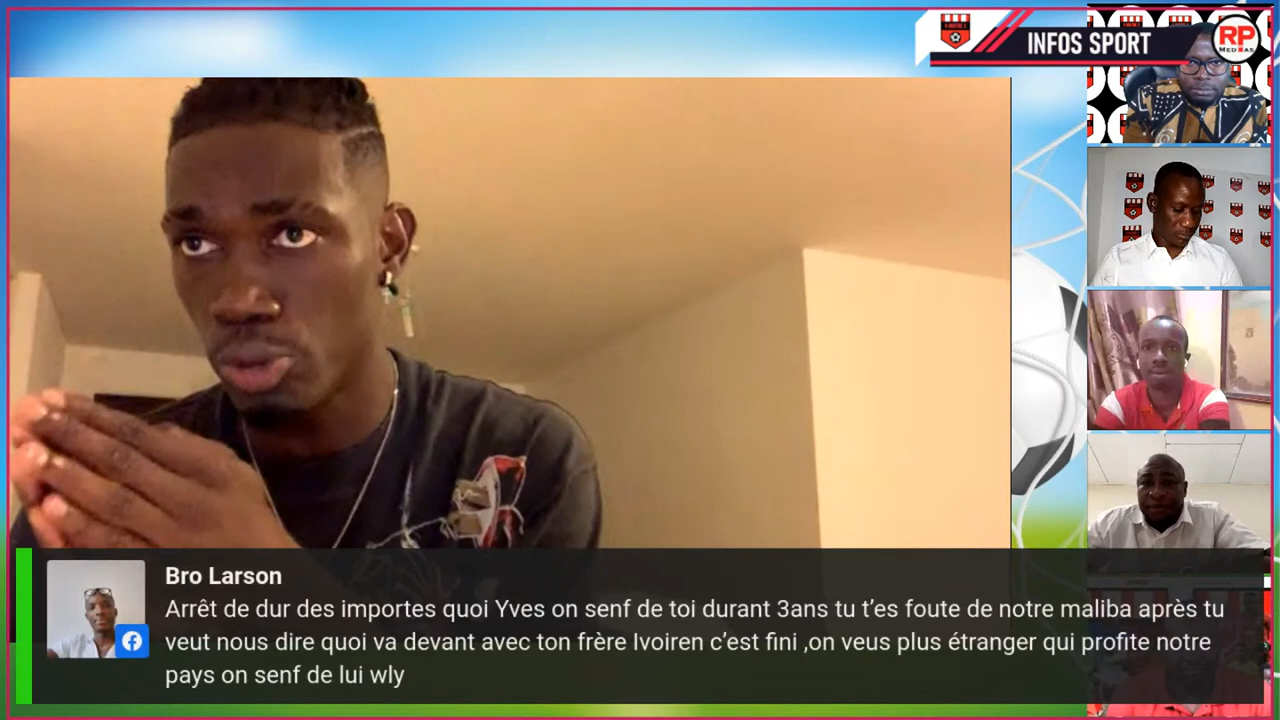 INFOS SPORT
RP
MEDIAS
Bro Larson
Arrêt de dur des importes quoi Yves on senf de toi durant 3ans tu t’es foute de notre maliba après tu
veut nous dire quoi va devant avec ton frère Ivoiren c’est fini ,on veus plus étranger qui profite notre
pays on senf de lui wly